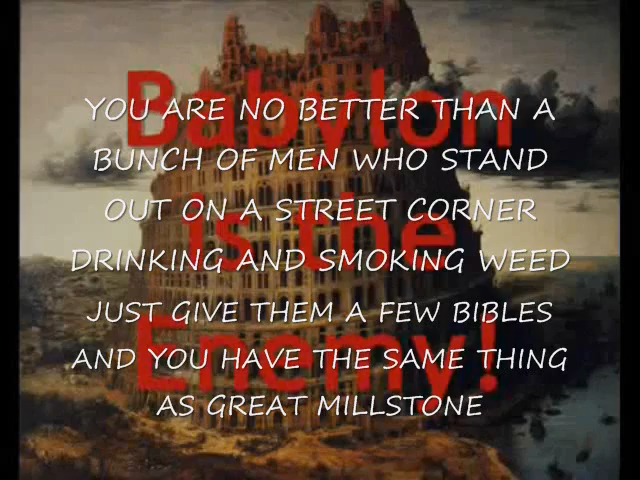 Babylon
is the
Enemy!
YOU ARE NO BETTER THAN A
BUNCH OF MEN WHO STAND
OUT ON A STREET CORNER
DRINKING AND SMOKING WEED
JUST GIVE THEM A FEW BIBLES
AND YOU HAVE THE SAME THING
AS GREAT MILLSTONE